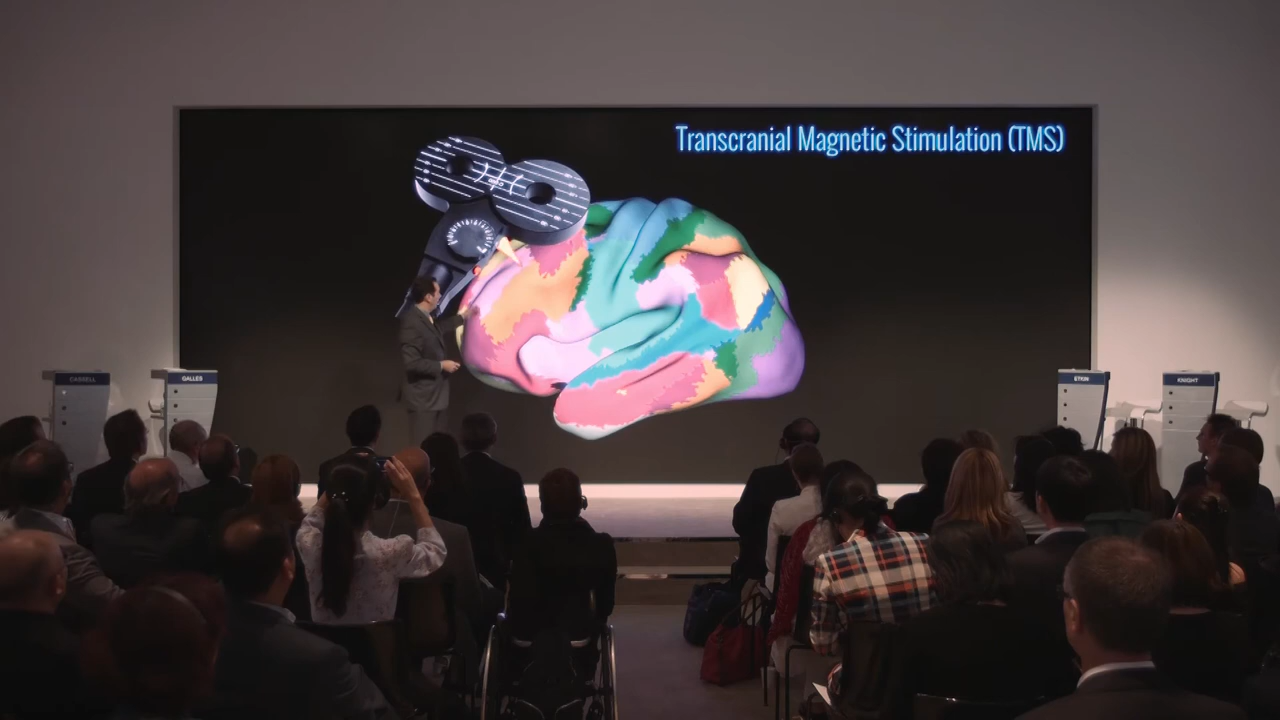 Transcranial Magnetic Stimulation (TMS)
CASSELL
GALLES
ETKIN
KNIGHT